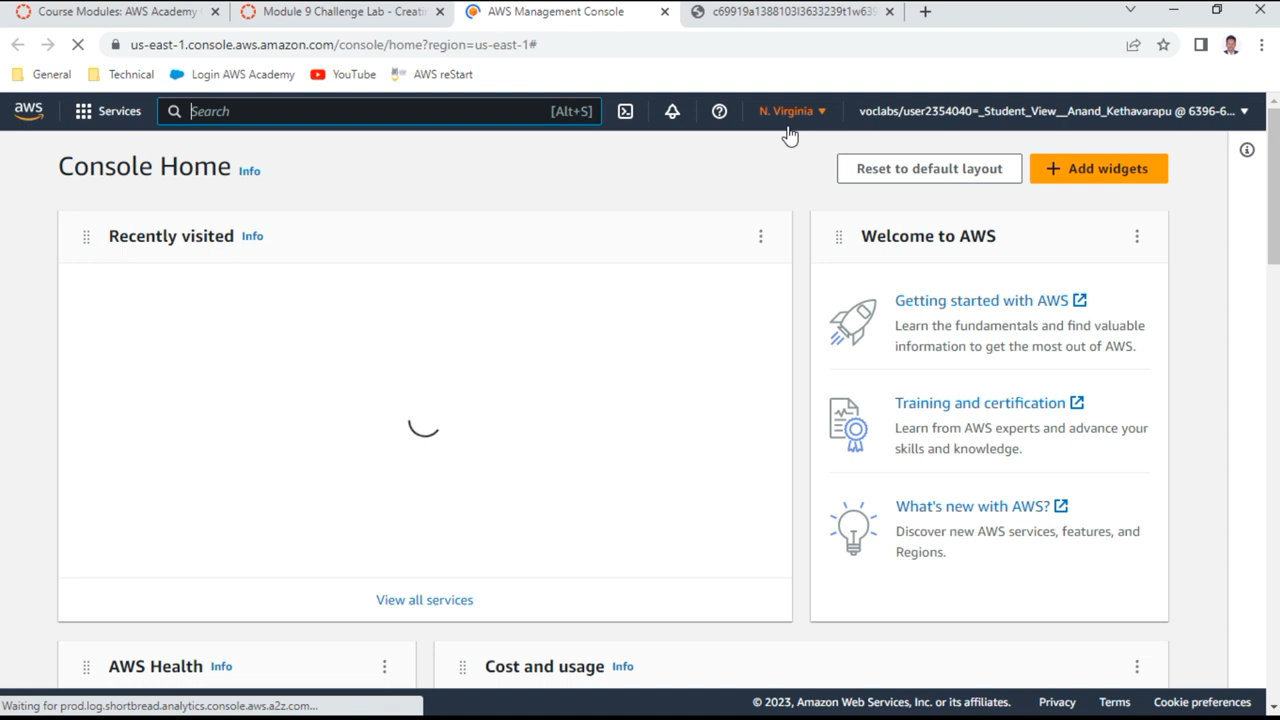 Course Modules: AWS Academy
Module 9 Challenge Lab - Creatin
AWS Management Console
c69919a1388103l3633239t1w639
us-east-1.console.aws.amazon.com/console/home?region=us-east-1#
General
Technical
Login AWS Academy
YouTube
AWS reStart
aws
Services
Search
[Alt+S]
N. Virginia
voclabs/user2354040=_Student_View__Anand_Kethavarapu @ 6396-6...
Console Home Info
Reset to default layout
+ Add widgets
Recently visited Info
Welcome to AWS
Getting started with AWS
Learn the fundamentals and find valuable
information to get the most out of AWS.
Training and certification
Learn from AWS experts and advance your
skills and knowledge.
What's new with AWS?
Discover new AWS services, features, and
Regions.
View all services
AWS Health Info
Cost and usage Info
Waiting for prod.log.shortbread.analytics.console.aws.a2z.com...
© 2023, Amazon Web Services, Inc. or its affiliates.
Privacy
Terms
Cookie preferences